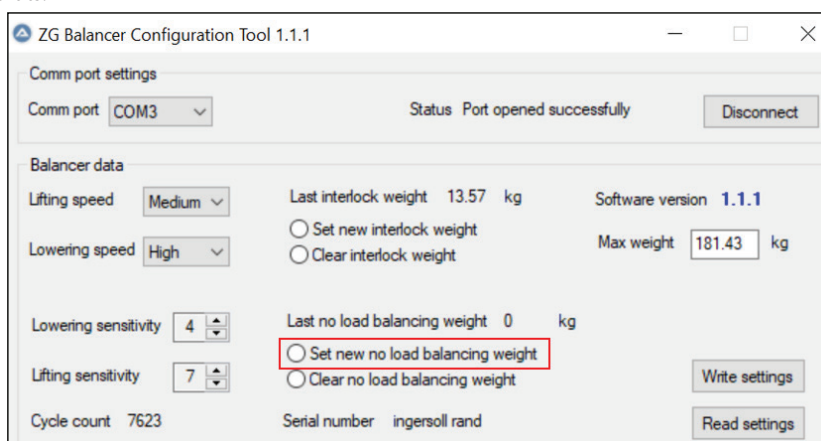 ZG Balancer Configuration Tool 1.1.1
Comm port settings
Comm port COM3 Status Port opened successfully Disconnect
Balancer data
Lifting speed Medium Last interlock weight 13.57 kg Software version 1.1.1
Set new interlock weight
Lowering speed High Clear interlock weight Max weight 181.43 kg
Lowering sensitivity 4 Last no load balancing weight 0 kg
Set new no load balancing weight
Lifting sensitivity 7 Clear no load balancing weight Write settings
Cycle count 7623 Serial number ingersoll rand Read settings